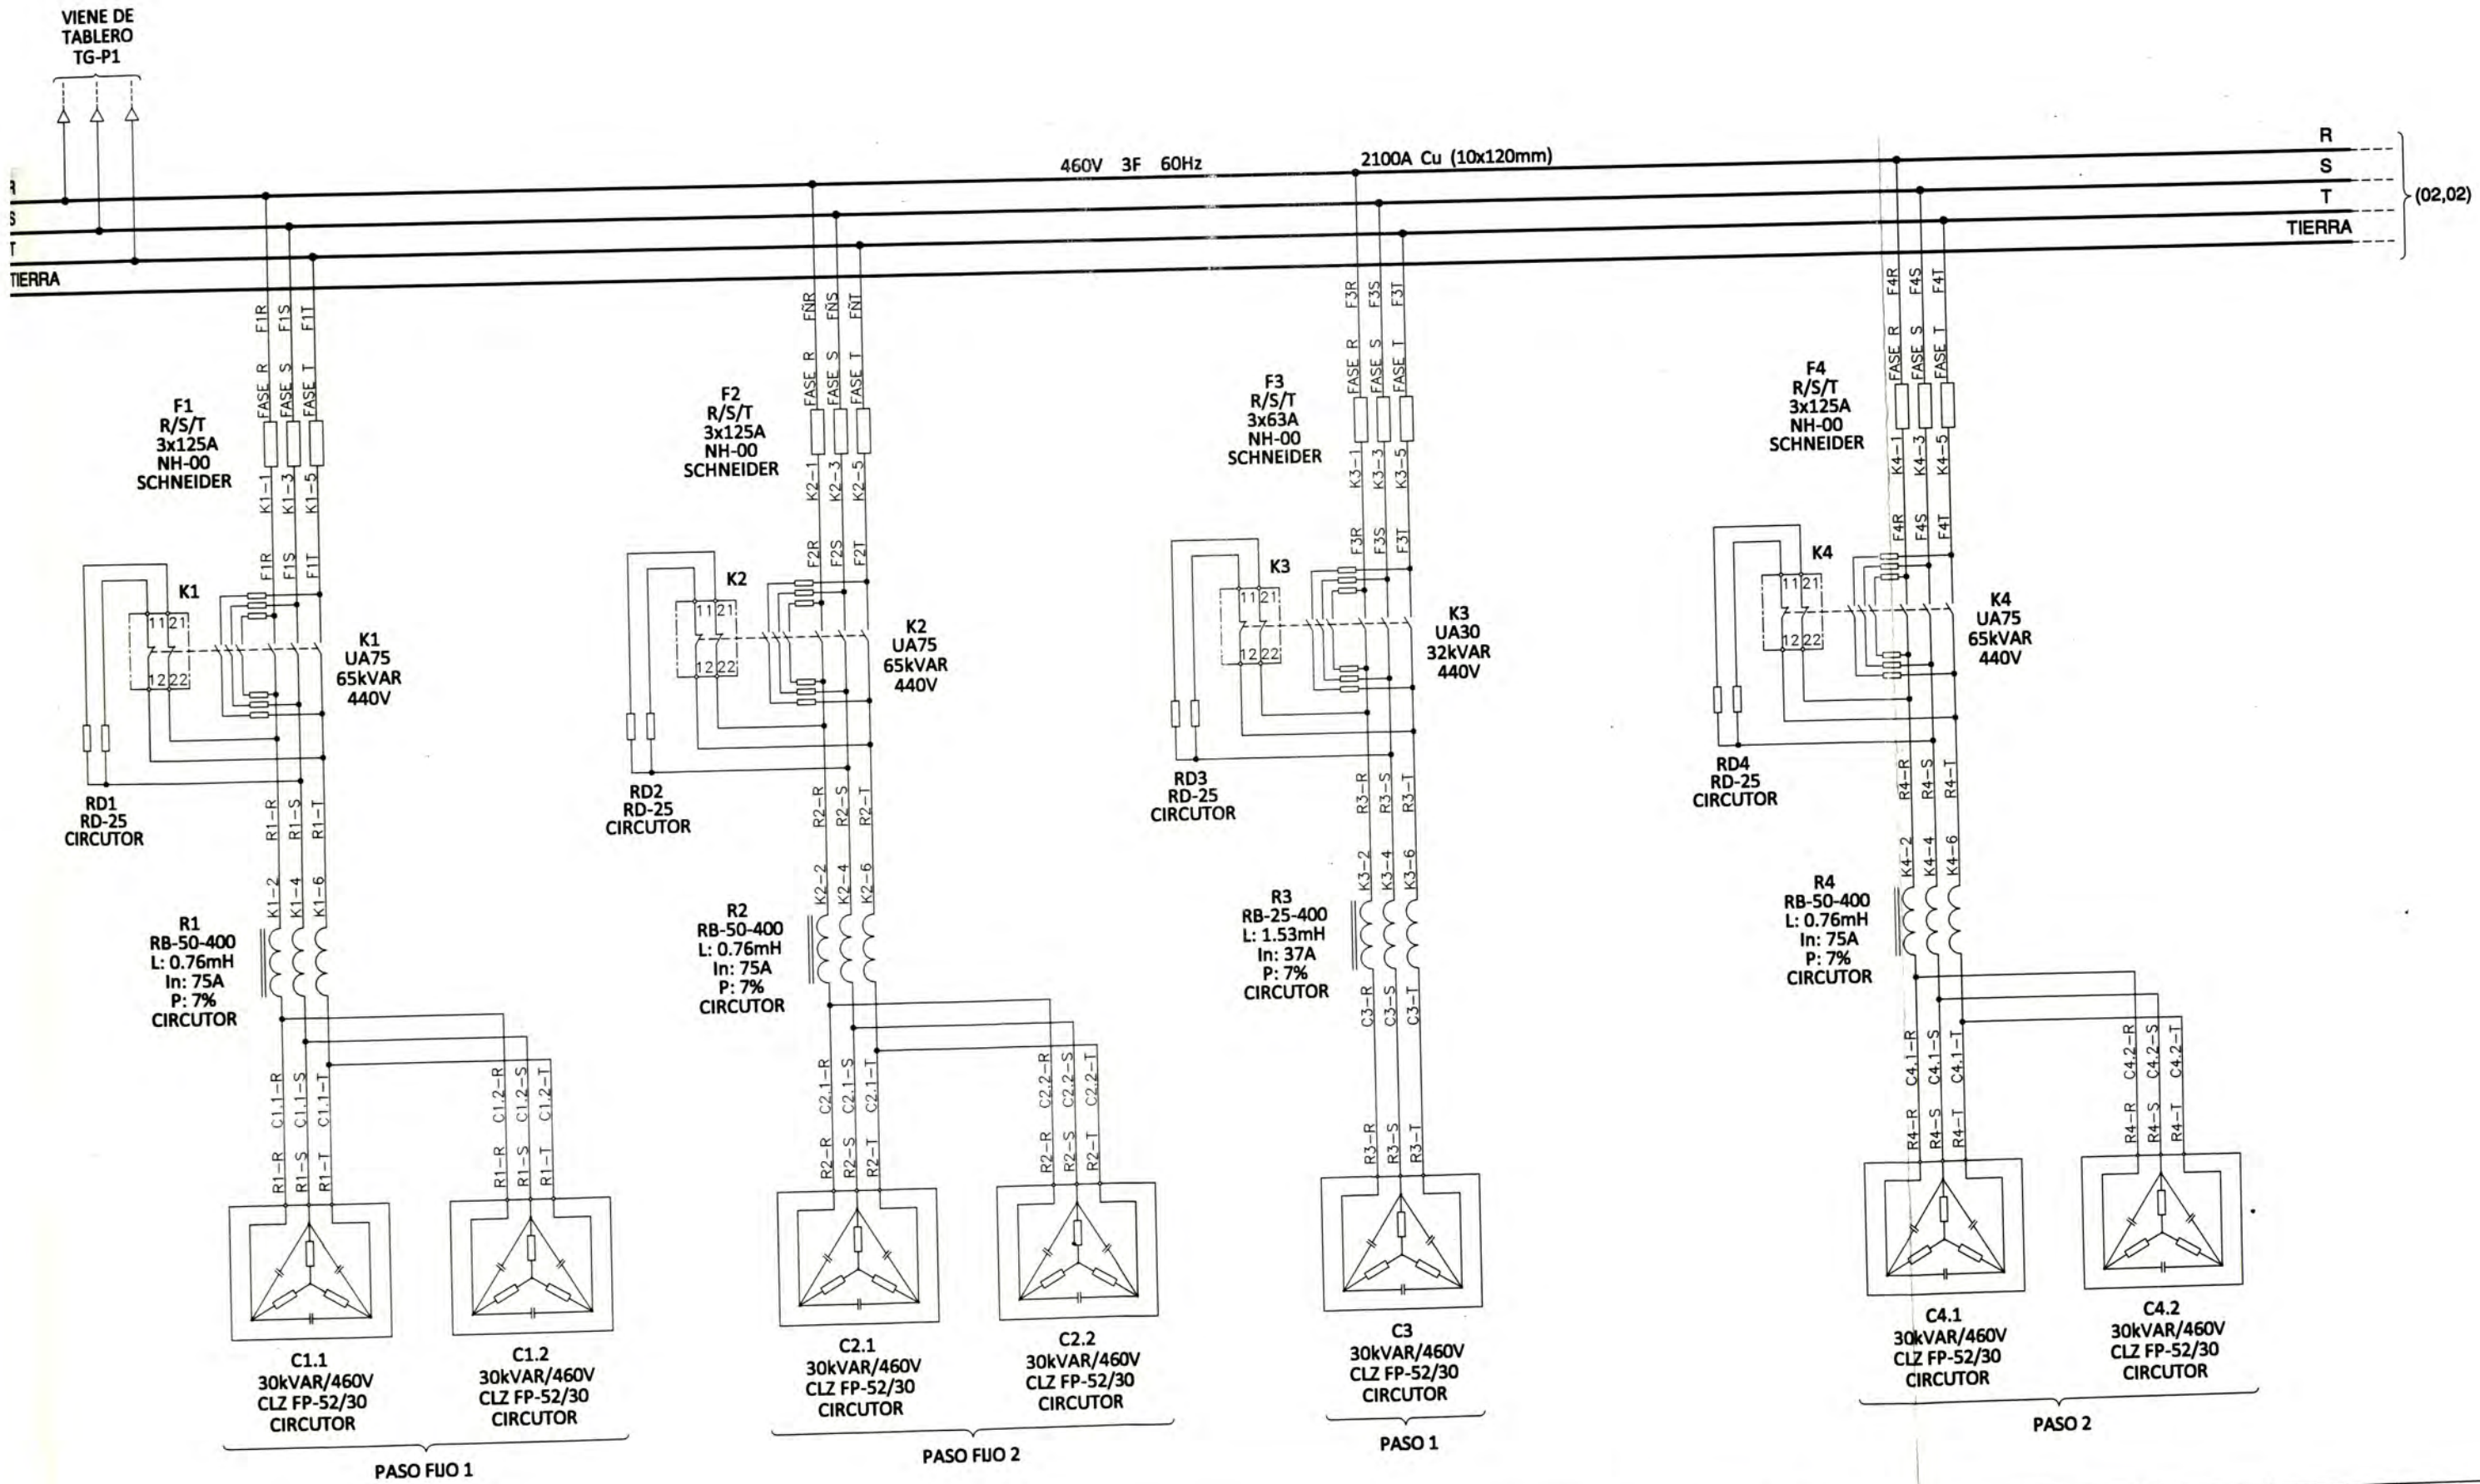 VIENE DE
TABLERO
TG-P1
460V 3F 60Hz
2100A Cu (10x120mm)
R
S
T
TIERRA
(02,02)
R
S
T
TIERRA
F1R F1S F1T
FASE R FASE S FASE T
F1
R/S/T
3x125A
NH-00
SCHNEIDER
K1-1 K1-3 K1-5
F1R F1S F1T
K1
11 21
12 22
K1
UA75
65kVAR
440V
RD1
RD-25
CIRCUTOR
R1-R R1-S R1-T
K1-2 K1-4 K1-6
R1
RB-50-400
L: 0.76mH
In: 75A
P: 7%
CIRCUTOR
C1.1-R C1.1-S C1.1-T
R1-R R1-S R1-T
C1.2-R C1.2-S C1.2-T
R1-R R1-S R1-T
C1.1
30kVAR/460V
CLZ FP-52/30
CIRCUTOR
C1.2
30kVAR/460V
CLZ FP-52/30
CIRCUTOR
PASO FIJO 1
FÑR FÑS FÑT
FASE R FASE S FASE T
F2
R/S/T
3x125A
NH-00
SCHNEIDER
K2-1 K2-3 K2-5
F2R F2S F2T
K2
11 21
12 22
K2
UA75
65kVAR
440V
RD2
RD-25
CIRCUTOR
R2-R R2-S R2-T
K2-2 K2-4 K2-6
R2
RB-50-400
L: 0.76mH
In: 75A
P: 7%
CIRCUTOR
C2.1-R C2.1-S C2.1-T
R2-R R2-S R2-T
C2.2-R C2.2-S C2.2-T
R2-R R2-S R2-T
C2.1
30kVAR/460V
CLZ FP-52/30
CIRCUTOR
C2.2
30kVAR/460V
CLZ FP-52/30
CIRCUTOR
PASO FIJO 2
F3R F3S F3T
FASE R FASE S FASE T
F3
R/S/T
3x63A
NH-00
SCHNEIDER
K3-1 K3-3 K3-5
F3R F3S F3T
K3
11 21
12 22
K3
UA30
32kVAR
440V
RD3
RD-25
CIRCUTOR
R3-R R3-S R3-T
K3-2 K3-4 K3-6
R3
RB-25-400
L: 1.53mH
In: 37A
P: 7%
CIRCUTOR
C3-R C3-S C3-T
R3-R R3-S R3-T
C3
30kVAR/460V
CLZ FP-52/30
CIRCUTOR
PASO 1
F4R F4S F4T
FASE R FASE S FASE T
F4
R/S/T
3x125A
NH-00
SCHNEIDER
K4-1 K4-3 K4-5
F4R F4S F4T
K4
11 21
12 22
K4
UA75
65kVAR
440V
RD4
RD-25
CIRCUTOR
R4-R R4-S R4-T
K4-2 K4-4 K4-6
R4
RB-50-400
L: 0.76mH
In: 75A
P: 7%
CIRCUTOR
C4.1-R C4.1-S C4.1-T
R4-R R4-S R4-T
C4.2-R C4.2-S C4.2-T
R4-R R4-S R4-T
C4.1
30kVAR/460V
CLZ FP-52/30
CIRCUTOR
C4.2
30kVAR/460V
CLZ FP-52/30
CIRCUTOR
PASO 2